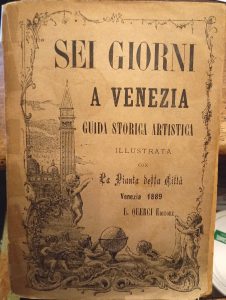 SEI GIORNI
A VENEZIA
GUIDA STORICA ARTISTICA
ILLUSTRATA
CON
La Pianta della Città
Venezia 1889
L. QUERCI EDITORE